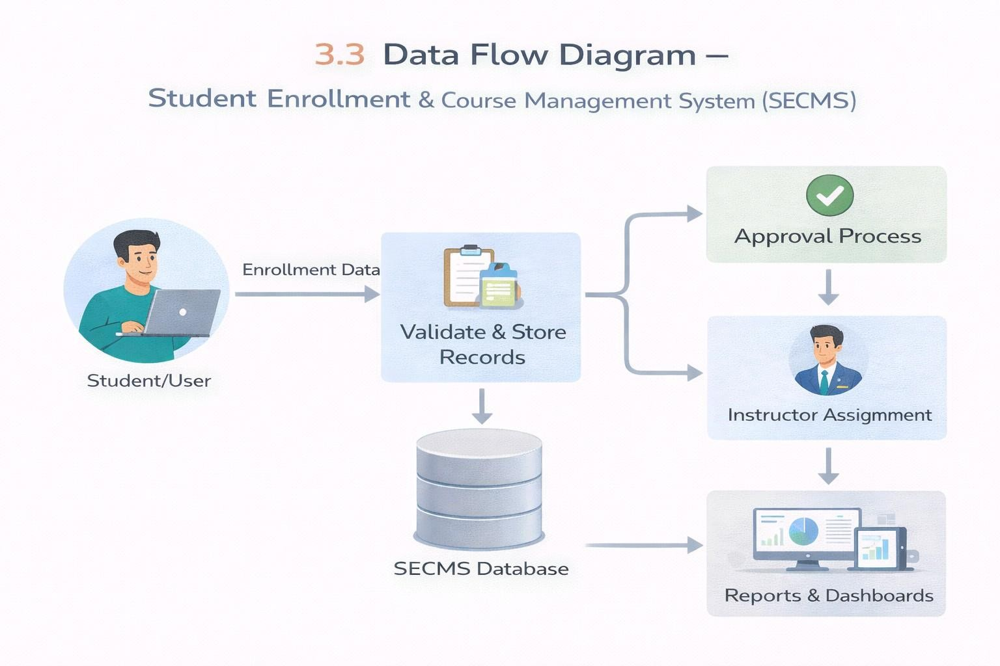 3.3 Data Flow Diagram –
Student Enrollment & Course Management System (SECMS)
Student/User
Enrollment Data
Validate & Store
Records
SECMS Database
Approval Process
Instructor Assigmment
Reports & Dashboards